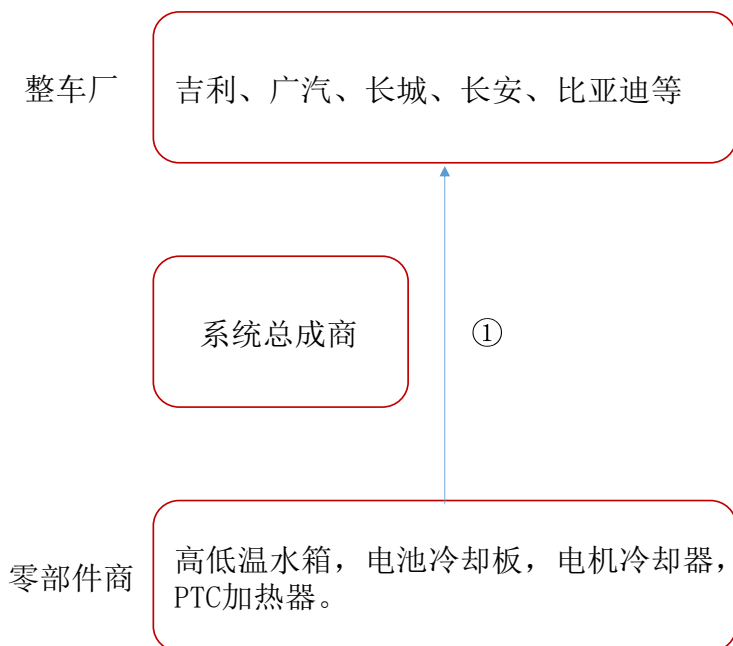 整车厂
吉利、广汽、长城、长安、比亚迪等
系统总成商
①
零部件商
高低温水箱，电池冷却板，电机冷却器，
PTC加热器。